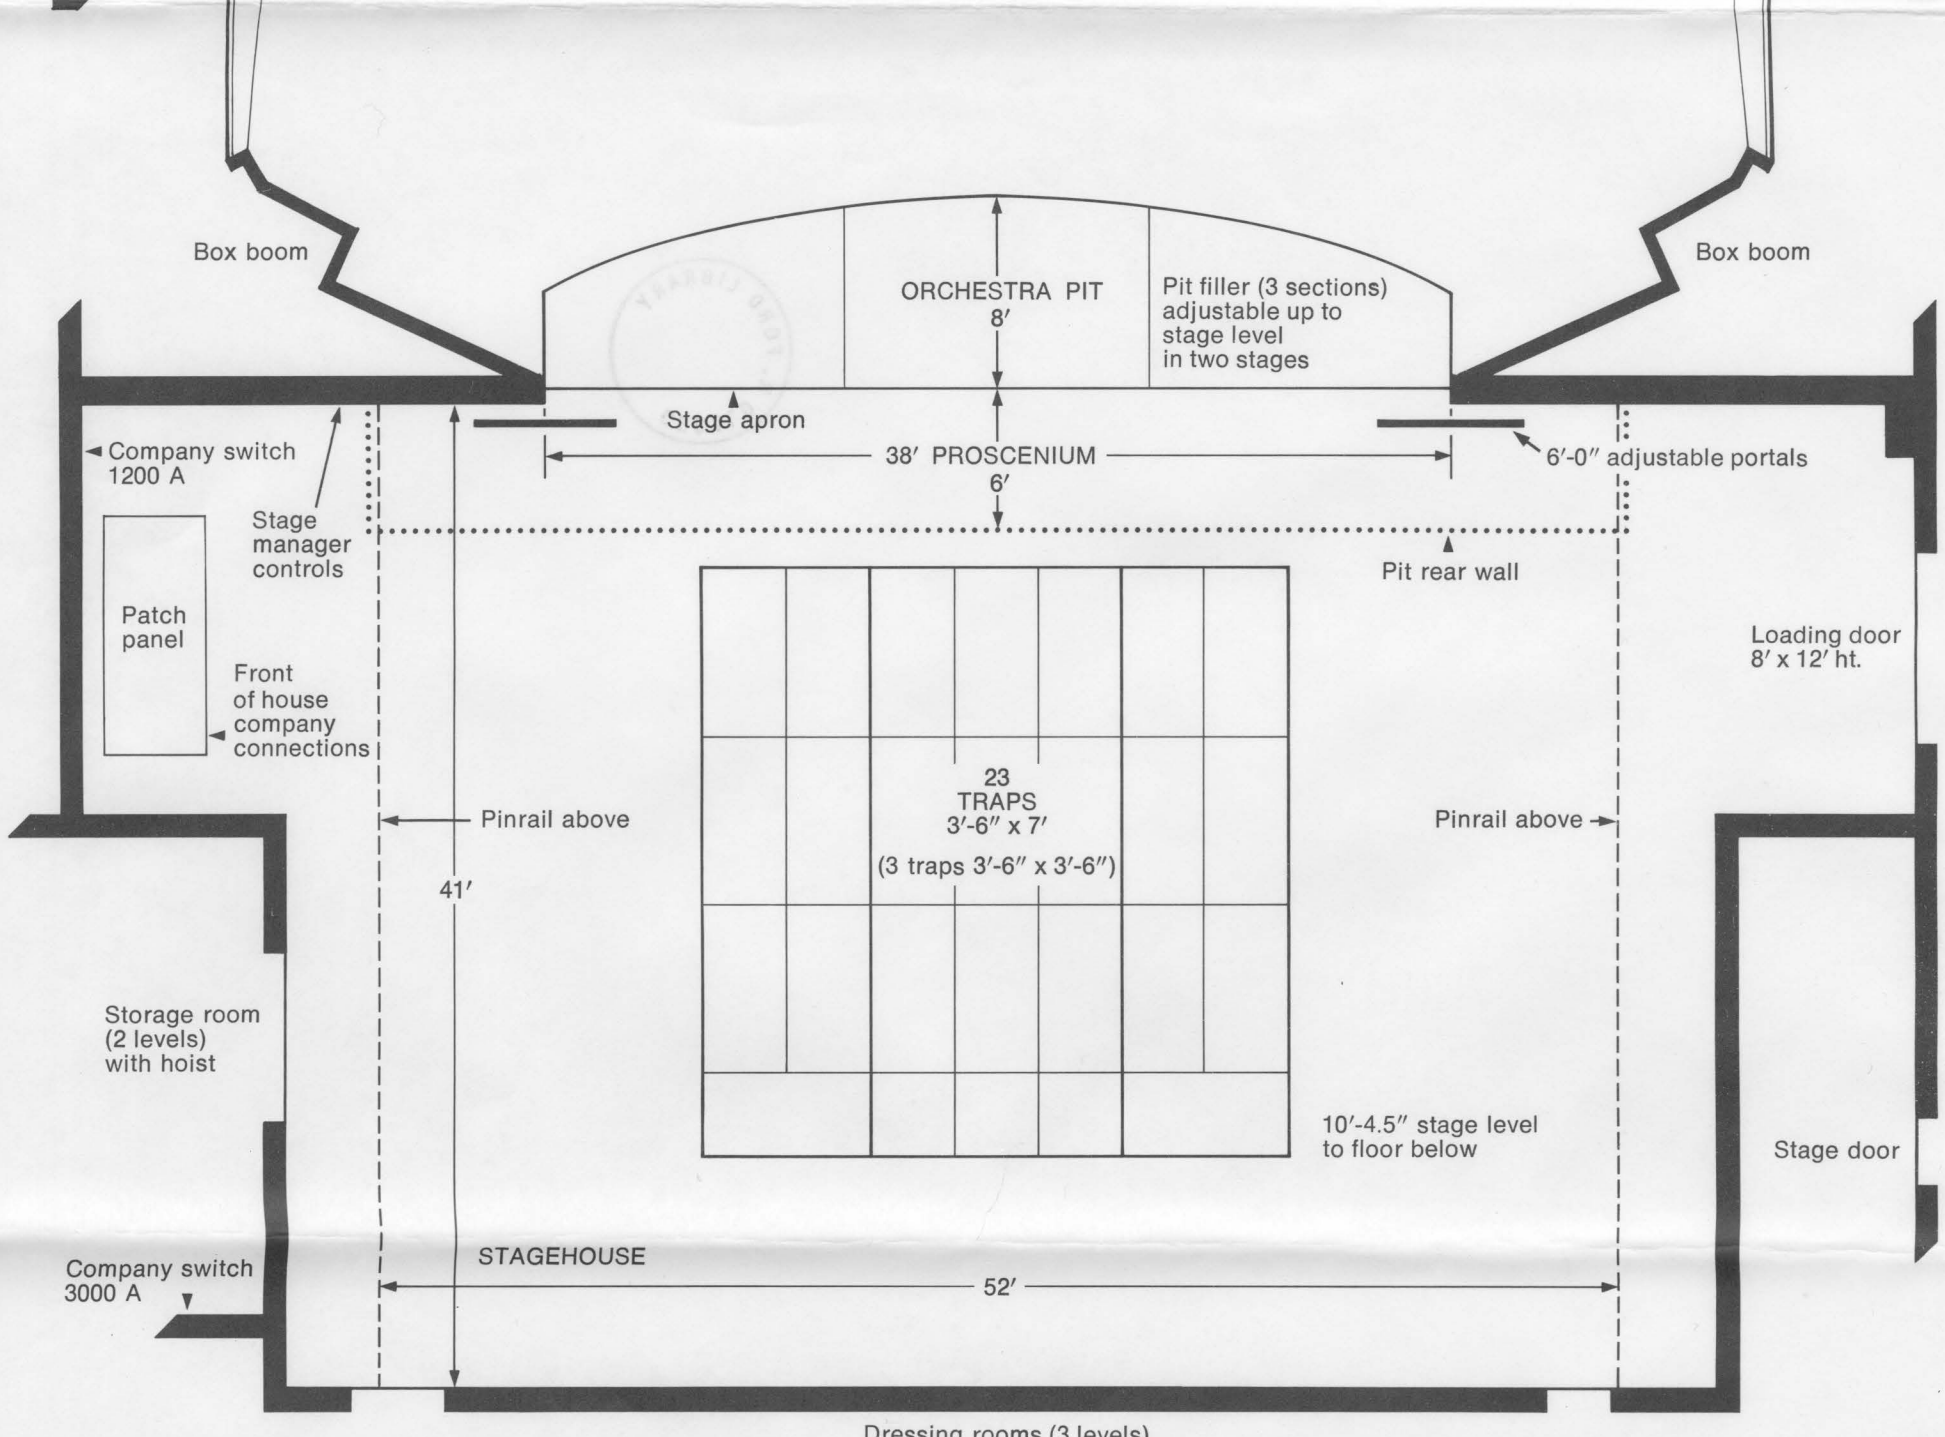 Box boom
Box boom
ORCHESTRA PIT
8′
Pit filler (3 sections)
adjustable up to
stage level
in two stages
Stage apron
38′ PROSCENIUM
6′
6′-0″ adjustable portals
Company switch
1200 A
Stage
manager
controls
Pit rear wall
Patch
panel
Front
of house
company
connections
Loading door
8′ x 12′ ht.
23
TRAPS
3′-6″ x 7′
(3 traps 3′-6″ x 3′-6″)
Pinrail above
Pinrail above
41′
Storage room
(2 levels)
with hoist
10′-4.5″ stage level
to floor below
Stage door
STAGEHOUSE
Company switch
3000 A
52′
Dressing rooms (3 levels)